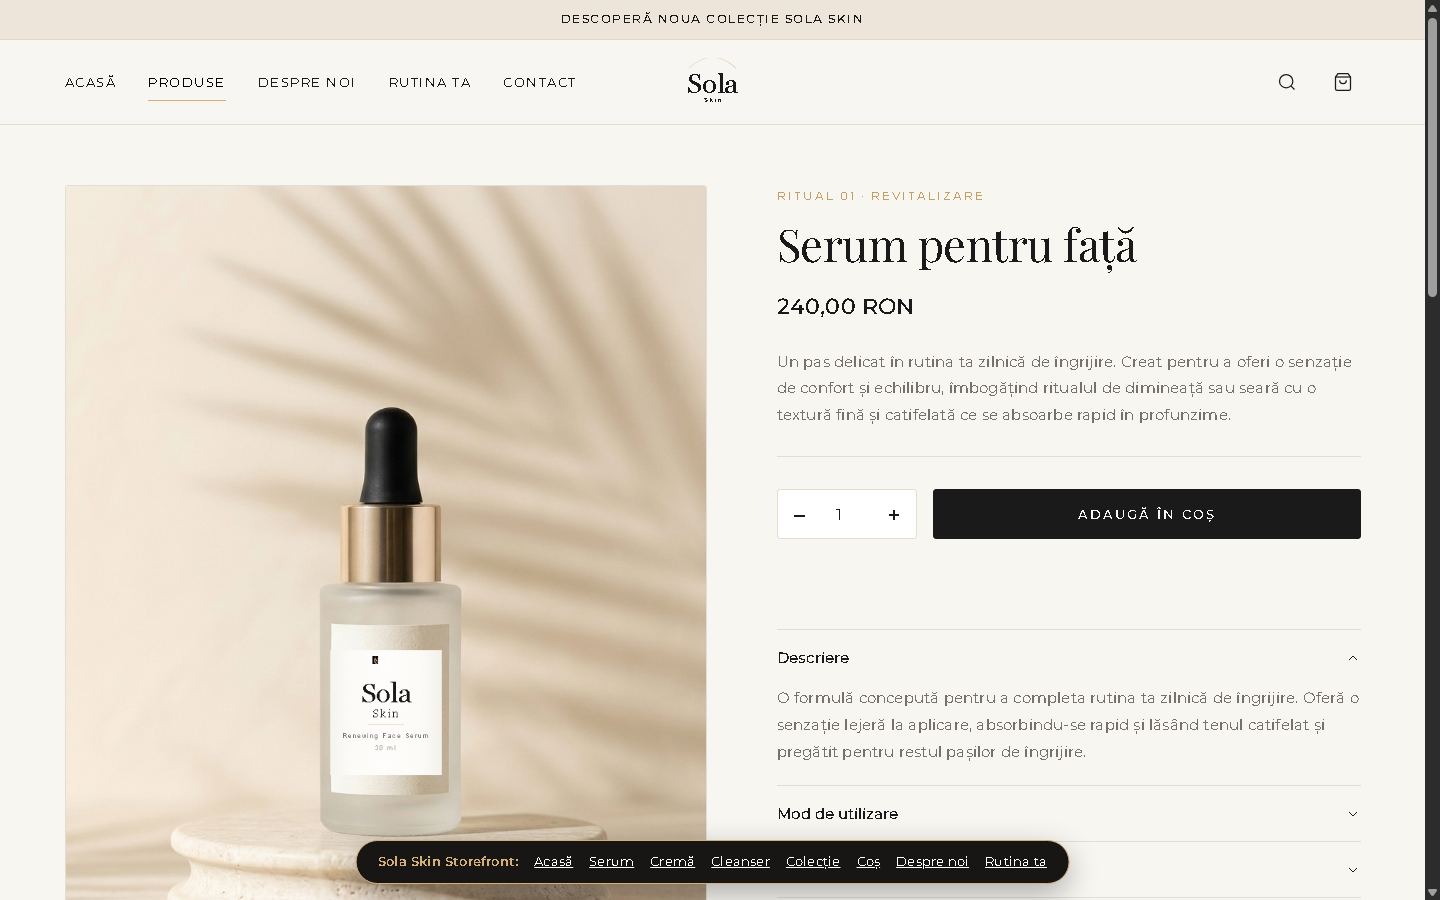 DESCOPERĂ NOUA COLECȚIE SOLA SKIN
ACASĂ
PRODUSE
DESPRE NOI
RUTINA TA
CONTACT
Sola
Skin
RITUAL 01 · REVITALIZARE
Serum pentru față
240,00 RON
Un pas delicat în rutina ta zilnică de îngrijire. Creat pentru a oferi o senzație
de confort și echilibru, îmbogățind ritualul de dimineață sau seară cu o
textură fină și catifelată ce se absoarbe rapid în profunzime.
− 1 +
ADAUGĂ ÎN COȘ
Sola
Skin
Renewing Face Serum
30 ml
Descriere
O formulă concepută pentru a completa rutina ta zilnică de îngrijire. Oferă o
senzație lejeră la aplicare, absorbindu-se rapid și lăsând tenul catifelat și
pregătit pentru restul pașilor de îngrijire.
Mod de utilizare
Sola Skin Storefront: Acasă Serum Cremă Cleanser Colecție Coș Despre noi Rutina ta